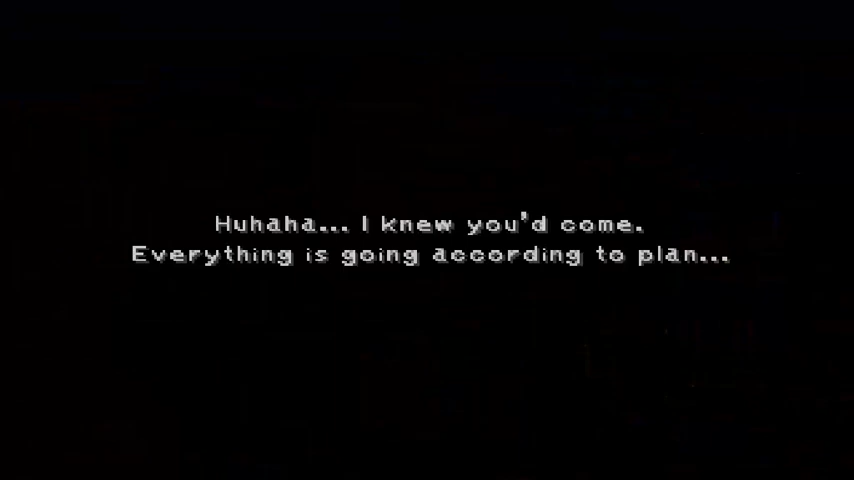 Huhaha... I knew you'd come.
Everything is going according to plan...